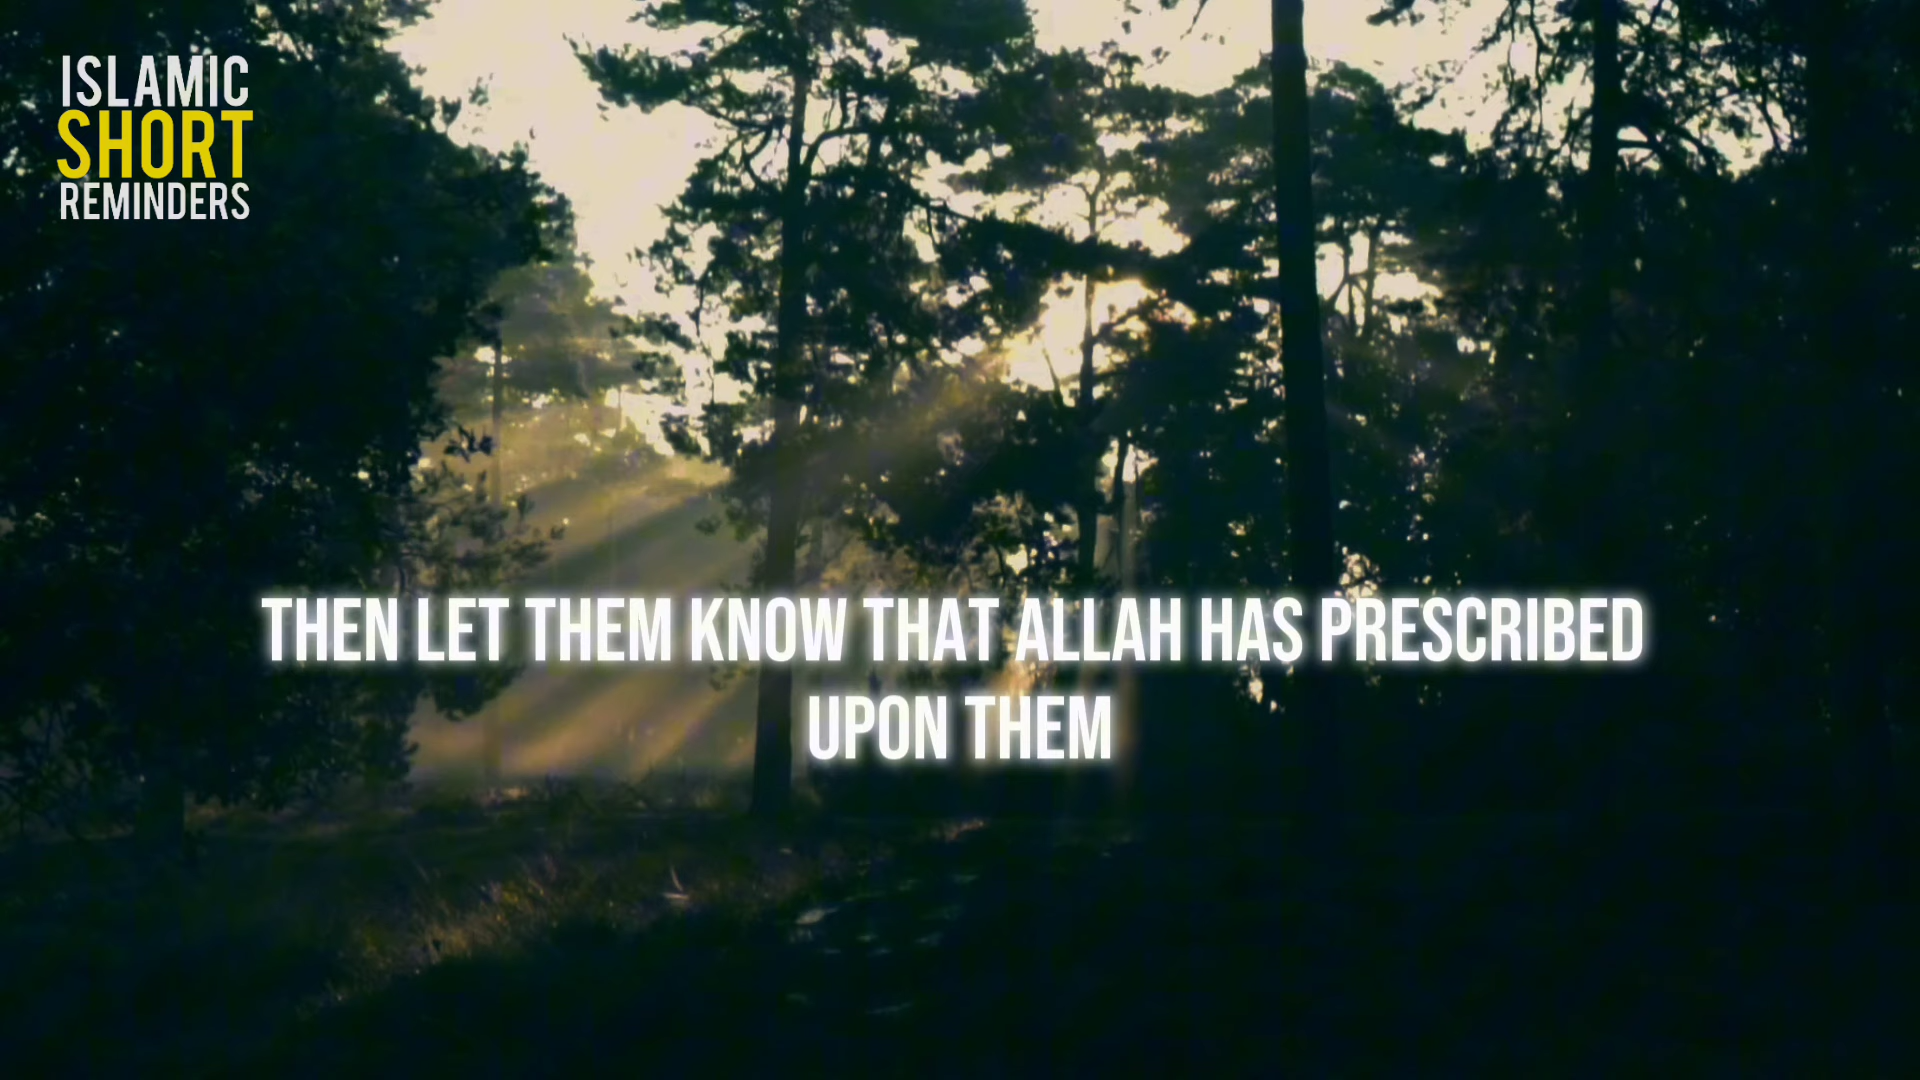 ISLAMIC
SHORT
REMINDERS
THEN LET THEM KNOW THAT ALLAH HAS PRESCRIBED
UPON THEM